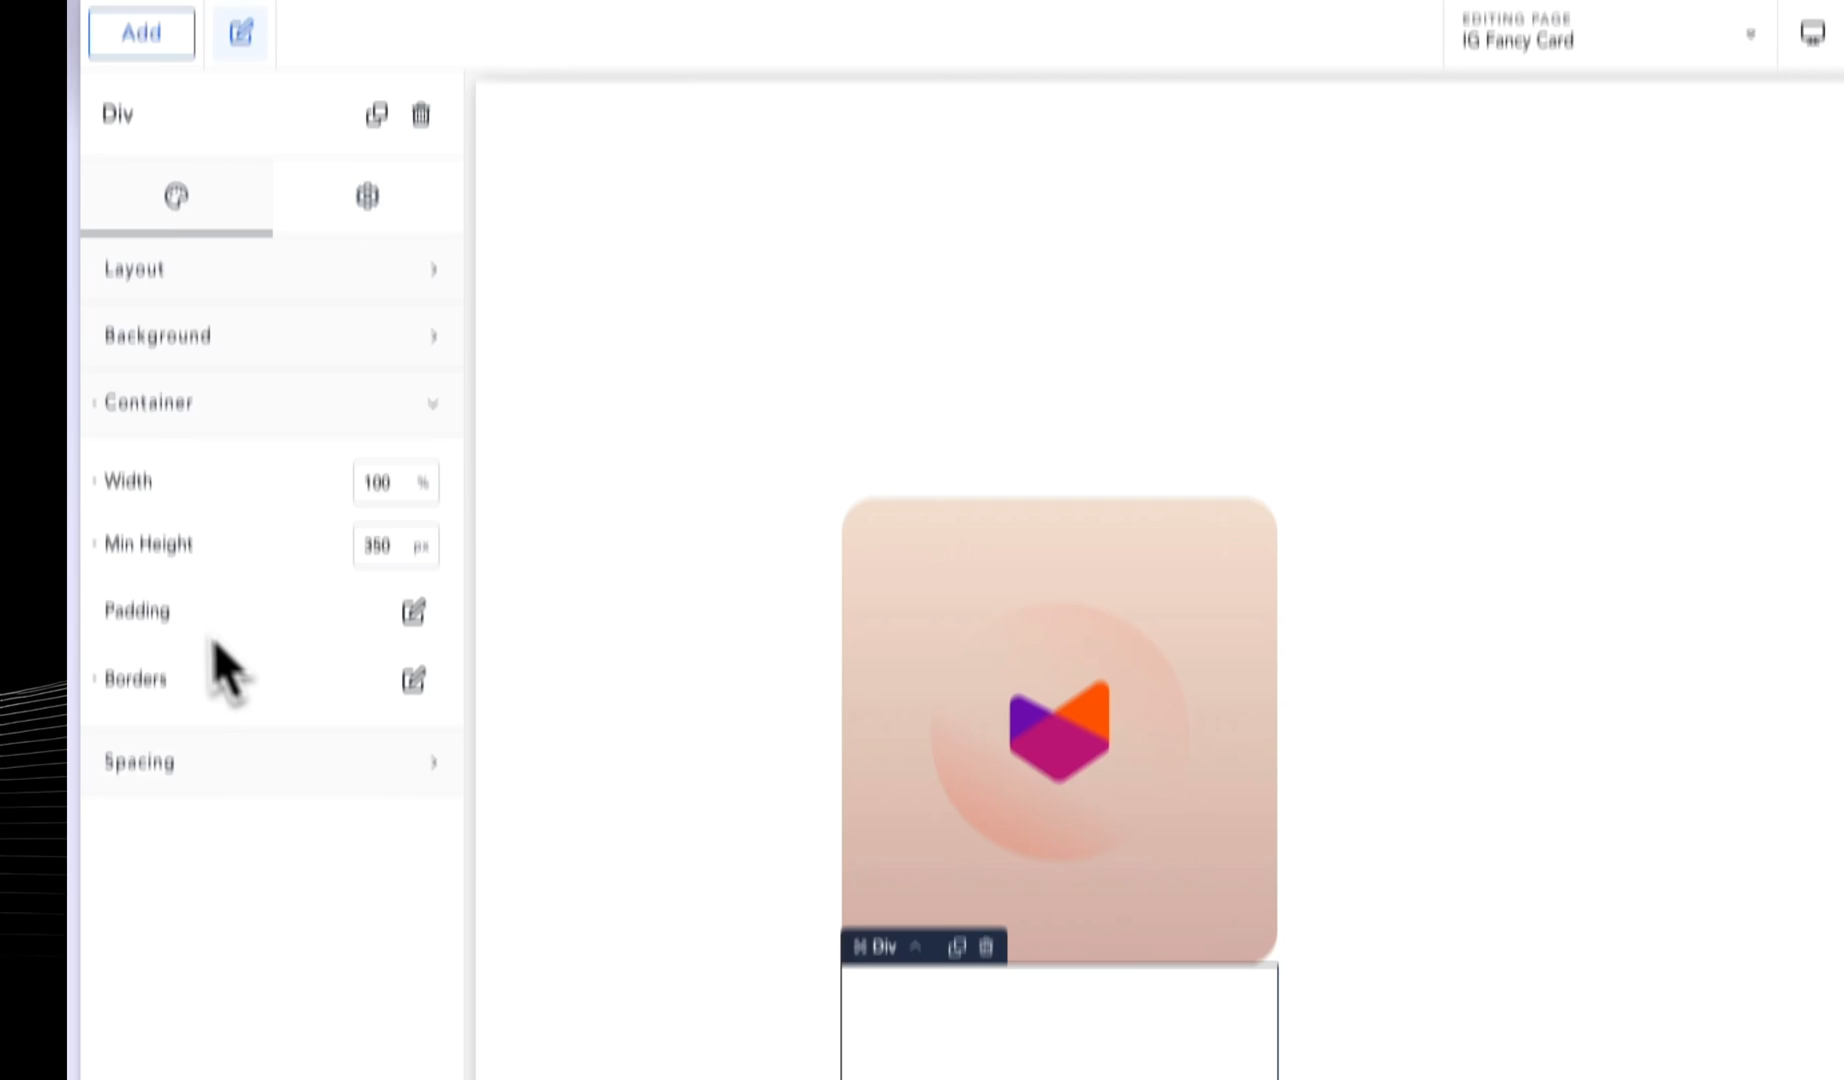 Add
EDITING PAGE
IG Fancy Card
Div
Layout
Background
Container
Width
100 %
Min Height
350 px
Padding
Borders
Spacing
Div